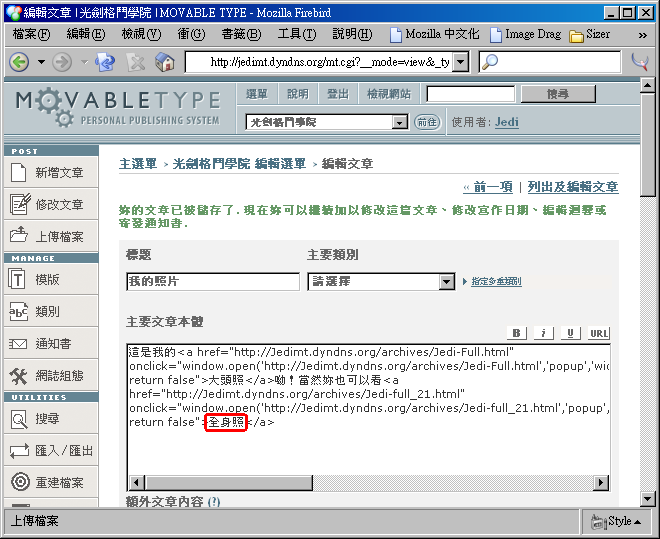 編輯文章 |光劍格鬥學院 |MOVABLE TYPE - Mozilla Firebird
檔案(F) 編輯(E) 檢視(V) 衝(G) 書籤(B) 工具(T) 說明(H) Mozilla 中文化 Image Drag Sizer
http://jedimt.dyndns.org/mt.cgi?__mode=view&_ty
MOVABLETYPE
PERSONAL PUBLISHING SYSTEM
選單 說明 登出 檢視網站 搜尋
光劍格鬥學院 前往 使用者: Jedi
POST
新增文章
修改文章
上傳檔案
MANAGE
模版
類別
通知書
網誌組態
UTILITIES
搜尋
匯入/匯出
重建檔案
主選單 > 光劍格鬥學院 編輯選單 > 編輯文章
« 前一項 | 列出及編輯文章
妳的文章已被儲存了. 現在妳可以繼續加以修改這篇文章、修改寫作日期、編輯迴響或
寄發通知書.
標題 主要類別
我的照片 請選擇 指定多重類別
主要文章本體
B i U URL
這是我的<a href="http://Jedimt.dyndns.org/archives/Jedi-Full.html"
onclick="window.open('http://Jedimt.dyndns.org/archives/Jedi-Full.html','popup','wid
return false">大頭照</a>呦！當然妳也可以看<a
href="http://Jedimt.dyndns.org/archives/Jedi-full_21.html"
onclick="window.open('http://Jedimt.dyndns.org/archives/Jedi-full_21.html','popup',
return false">全身照</a>
額外文章內容 (?)
上傳檔案 Style